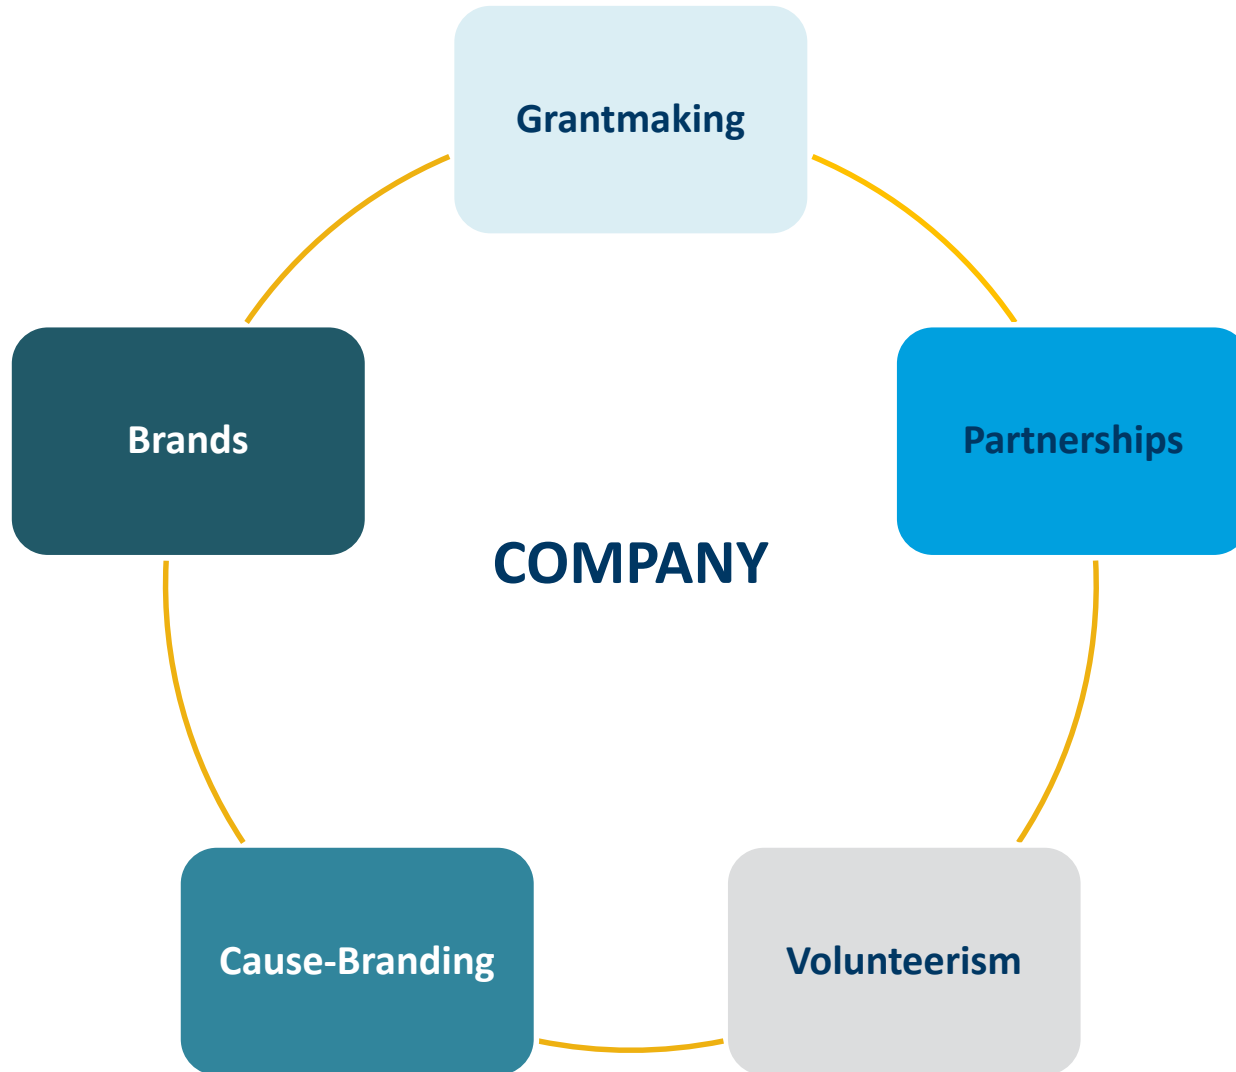 Grantmaking
Brands
Partnerships
COMPANY
Cause-Branding
Volunteerism